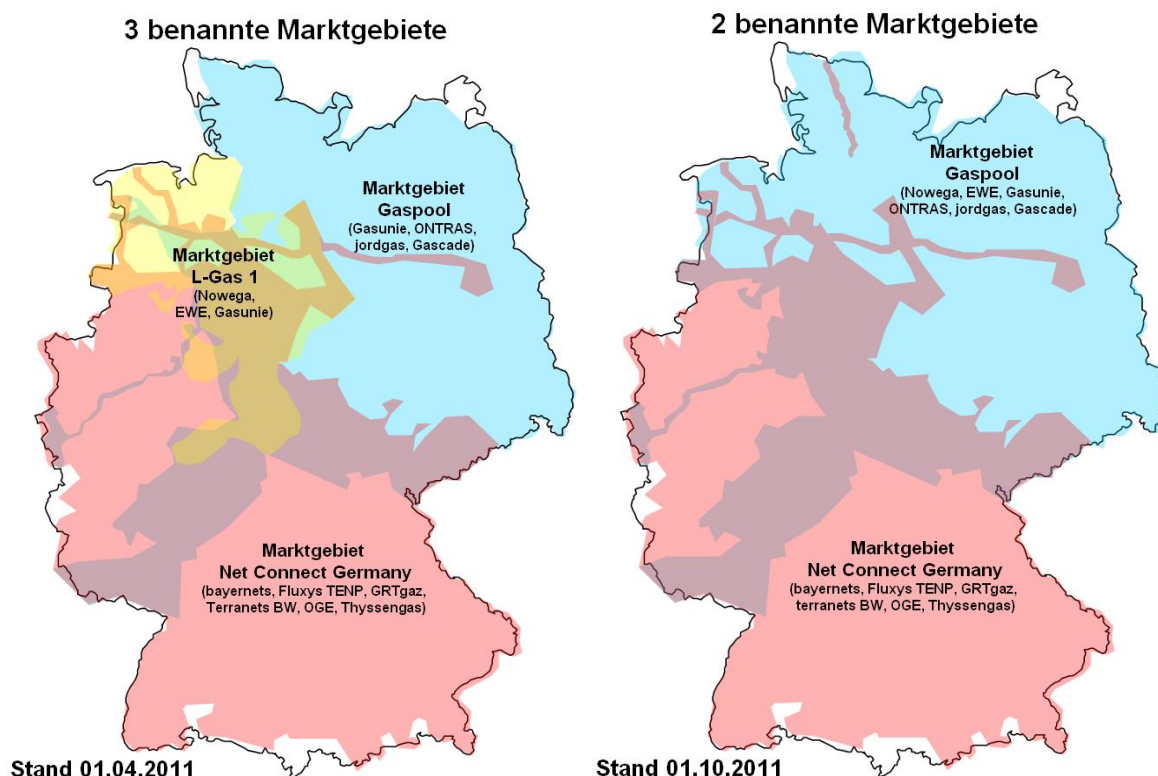 3 benannte Marktgebiete
Marktgebiet
Gaspool
(Gasunie, ONTRAS,
jordgas, Gascade)
Marktgebiet
L-Gas 1
(Nowega,
EWE, Gasunie)
Marktgebiet
Net Connect Germany
(bayernets, Fluxys TENP, GRTgaz,
Terranets BW, OGE, Thyssengas)
Stand 01.04.2011
2 benannte Marktgebiete
Marktgebiet
Gaspool
(Nowega, EWE, Gasunie,
ONTRAS, jordgas, Gascade)
Marktgebiet
Net Connect Germany
(bayernets, Fluxys TENP, GRTgaz,
terranets BW, OGE, Thyssengas)
Stand 01.10.2011